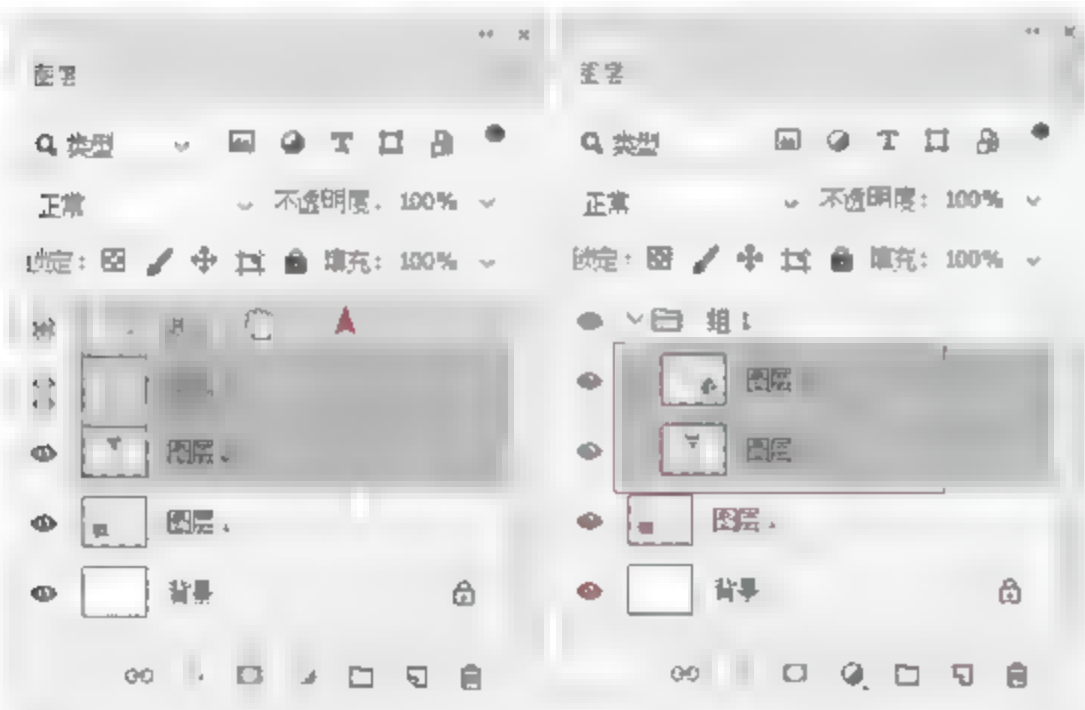 图层
类型
正常 不透明度: 100%
锁定: 填充: 100%
图层
图层
背景
图层
类型
正常 不透明度: 100%
锁定: 填充: 100%
组 1
图层
图层
图层
背景